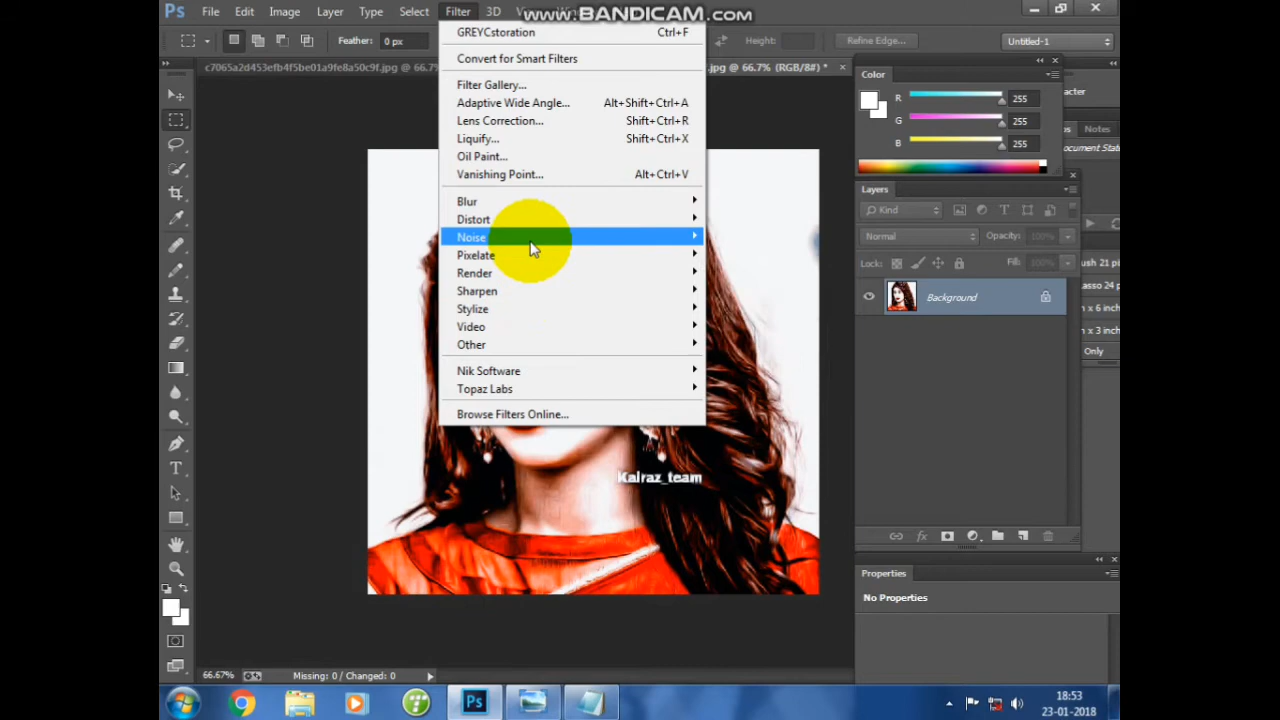 www.BANDICAM.com
Ps File Edit Image Layer Type Select Filter 3D
Feather: 0 px Height: Refine Edge... Untitled-1
c7065a2d453efb4f5be01a9fe8a50c9f.jpg @ 66.7%
.jpg @ 66.7% (RGB/8#) * ×
GREYCstoration Ctrl+F
Convert for Smart Filters
Filter Gallery...
Adaptive Wide Angle... Alt+Shift+Ctrl+A
Lens Correction... Shift+Ctrl+R
Liquify... Shift+Ctrl+X
Oil Paint...
Vanishing Point... Alt+Ctrl+V
Blur
Distort
Noise
Pixelate
Render
Sharpen
Stylize
Video
Other
Nik Software
Topaz Labs
Browse Filters Online...
Kalraz_team
Color
R 255
G 255
B 255
Layers
Kind
Normal Opacity: 100%
Lock: Fill: 100%
Background
Properties
No Properties
aracter
Notes
ocument State
ush 21 pi
asso 24 p
n x 6 inch
n x 3 inch
Only
66.67% Missing: 0 / Changed: 0
Ps
18:53
23-01-2018